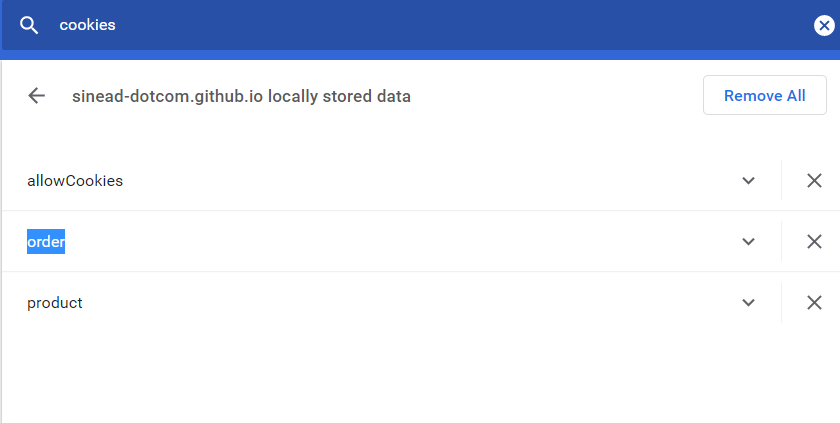 cookies
sinead-dotcom.github.io locally stored data
Remove All
allowCookies
order
product